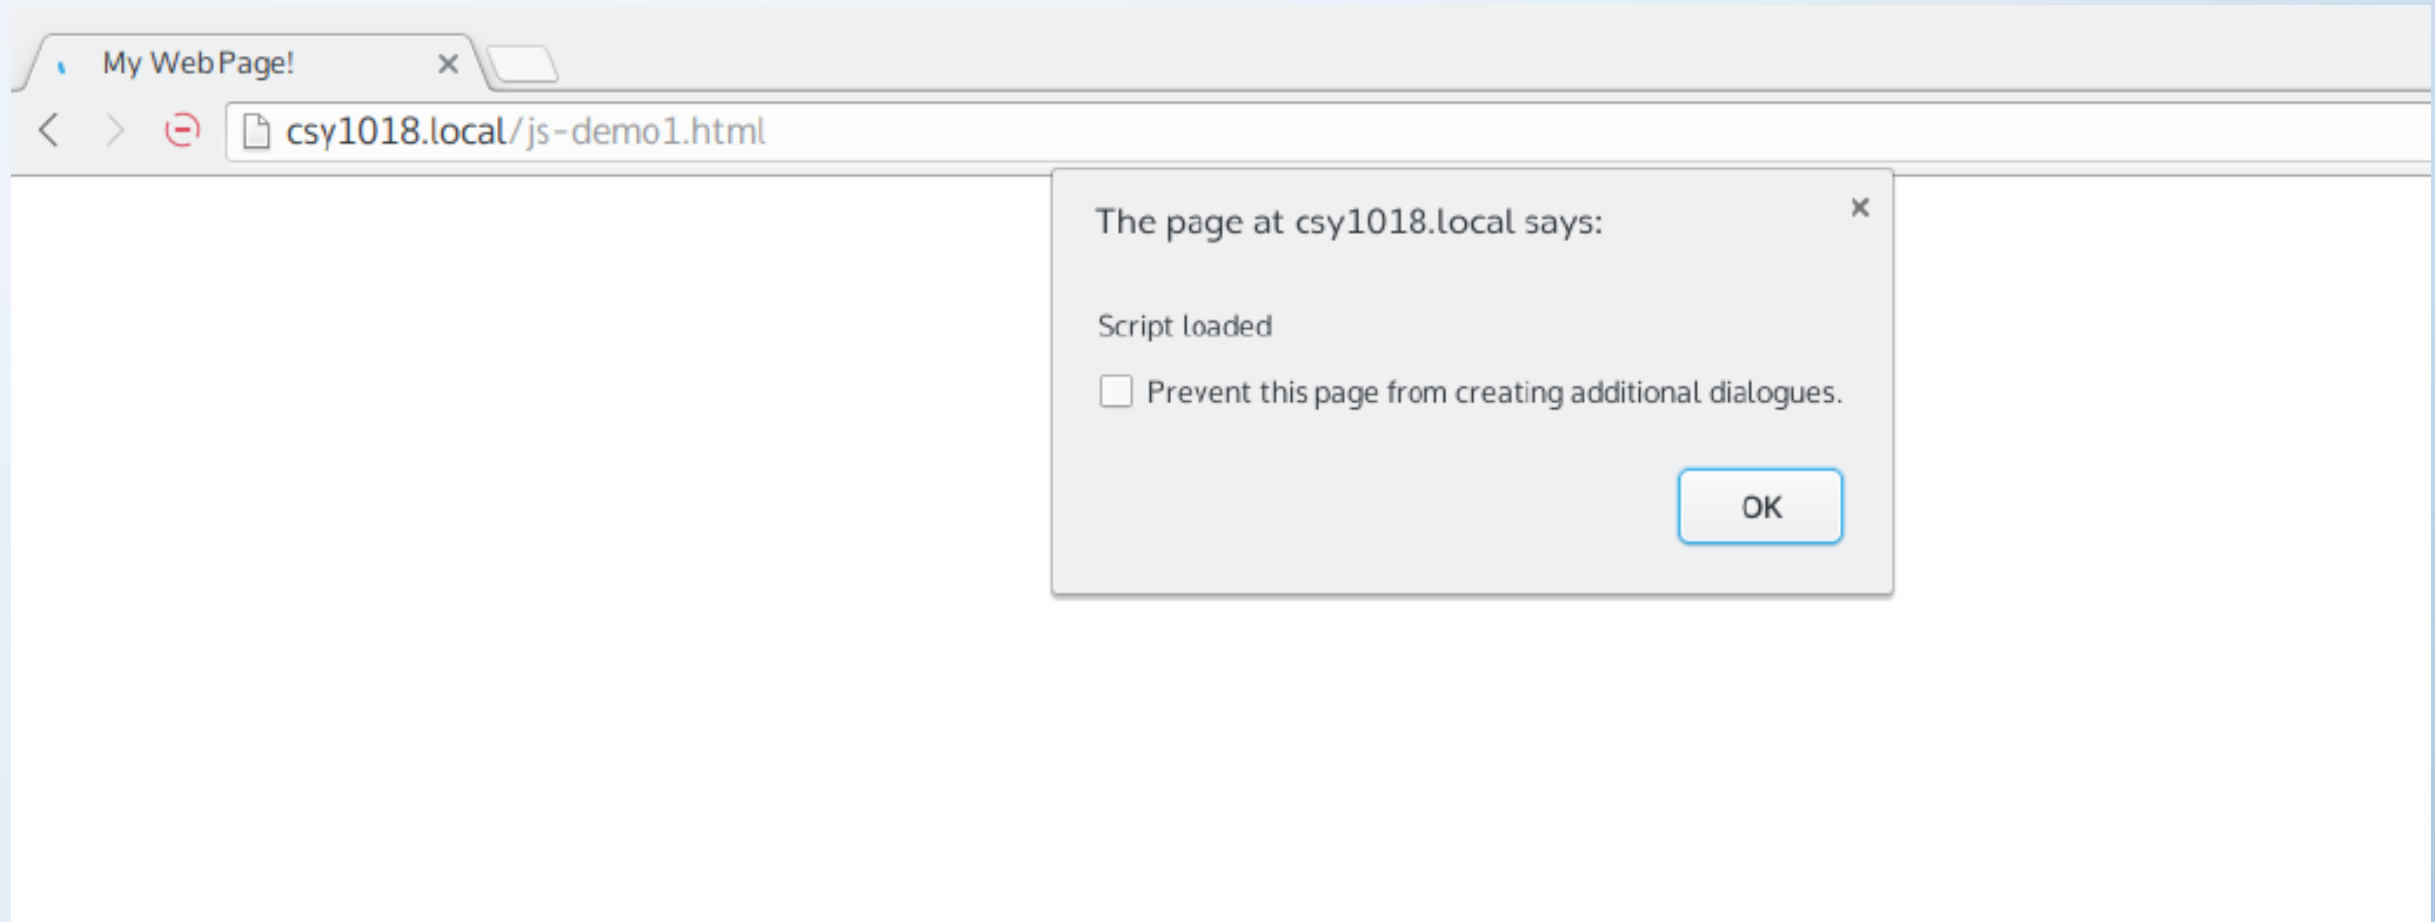 My Web Page!
csy1018.local/js-demo1.html
The page at csy1018.local says:
Script loaded
Prevent this page from creating additional dialogues.
OK